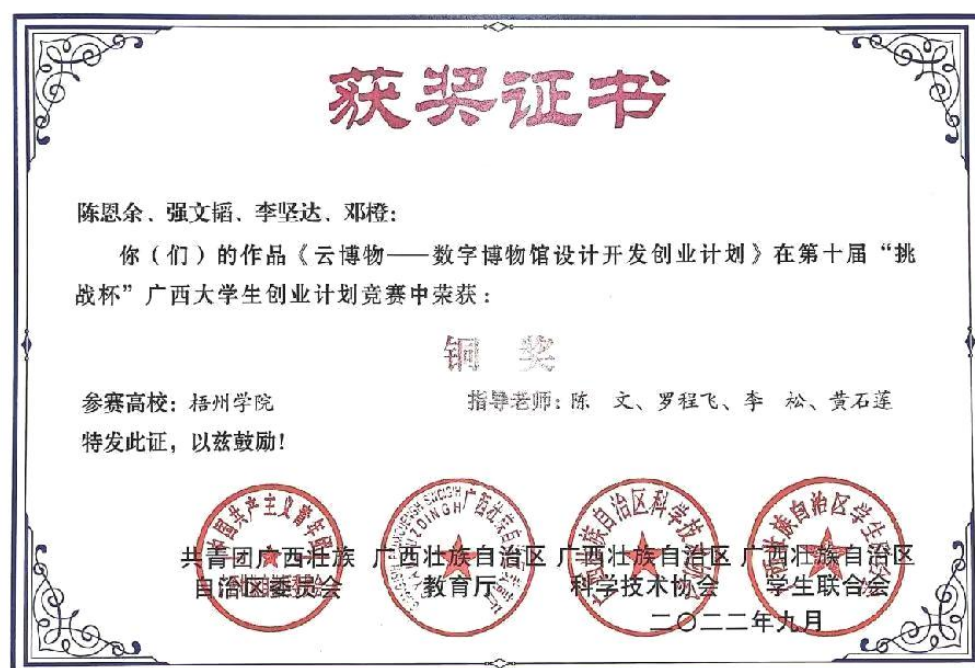 获奖证书
陈恩余、强文韬、李坚达、邓橙:
你(们)的作品《云博物——数字博物馆设计开发创业计划》在第十届“挑
战杯”广西大学生创业计划竞赛中荣获:
铜 奖
参赛高校: 梧州学院 指导老师: 陈 文、罗程飞、李 松、黄石莲
特发此证, 以兹鼓励!
共青团广西壮族 广西壮族自治区 广西壮族自治区 广西壮族自治区
自治区委员会 教育厅 科学技术协会 学生联合会
二〇二二年九月